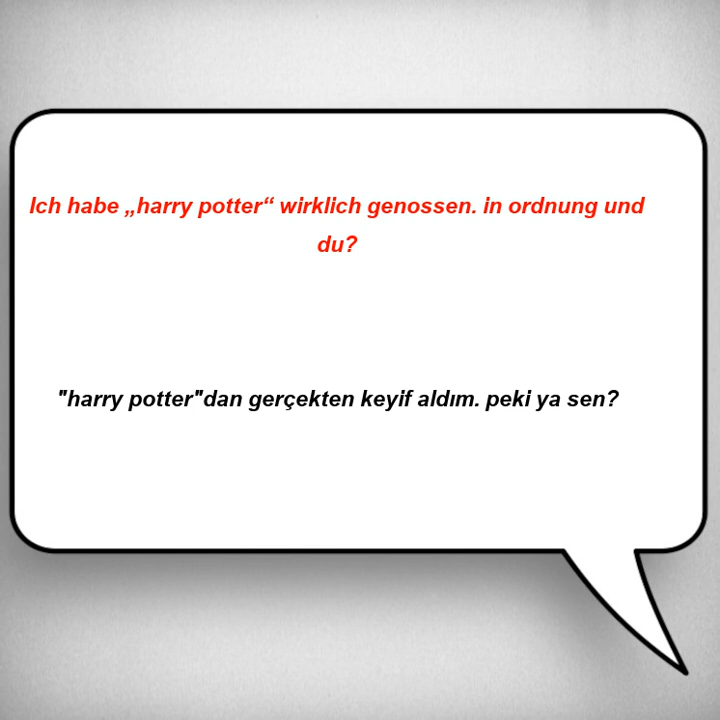 Ich habe „harry potter“ wirklich genossen. in ordnung und
du?
"harry potter"dan gerçekten keyif aldım. peki ya sen?